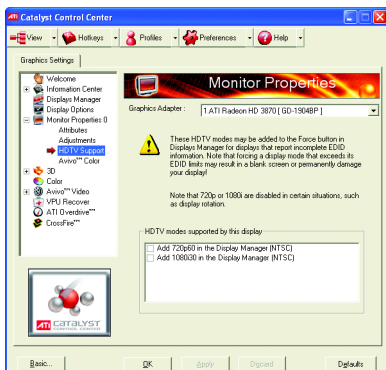 ATI Catalyst Control Center
View
Hotkeys
Profiles
Preferences
Help
Graphics Settings
Welcome
Information Center
Displays Manager
Display Options
Monitor Properties 0
Attributes
Adjustments
HDTV Support
Avivo™ Color
3D
Color
Avivo™ Video
VPU Recover
ATI Overdrive™
CrossFire™
Monitor Properties
Graphics Adapter :
1.ATI Radeon HD 3870 [ GD-1904BP ]
These HDTV modes may be added to the Force button in
Displays Manager for displays that report incomplete EDID
information. Note that forcing a display mode that exceeds its
EDID limits may result in a blank screen or permanently damage
your display!
Note that 720p or 1080i are disabled in certain situations, such
as display rotation.
HDTV modes supported by this display
Add 720p60 in the Display Manager (NTSC)
Add 1080i30 in the Display Manager (NTSC)
ATI CATALYST
CONTROL CENTER
Basic...
OK
Apply
Discard
Defaults